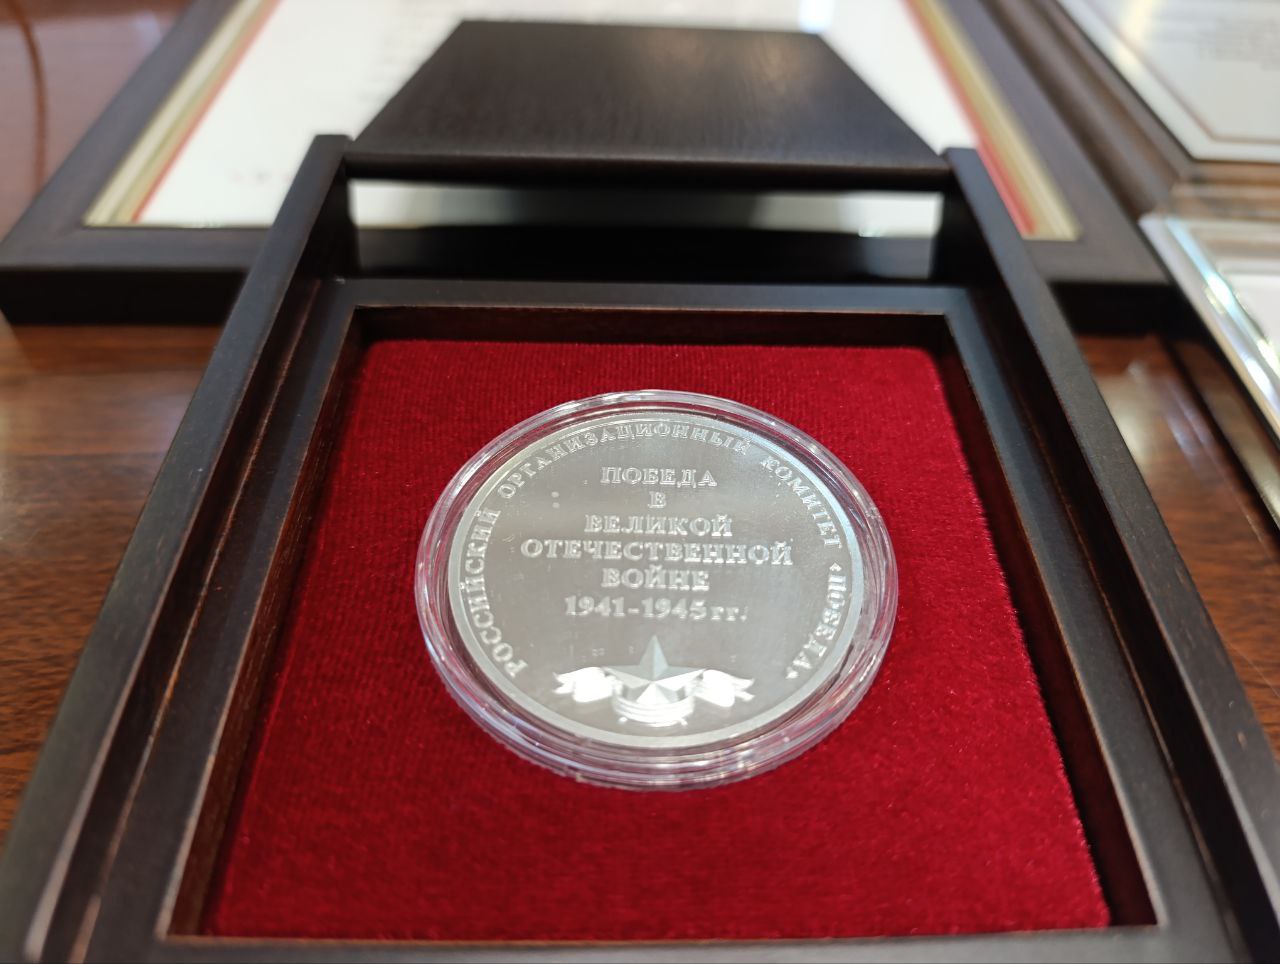 РОССИЙСКИЙ ОРГАНИЗАЦИОННЫЙ КОМИТЕТ «ПОБЕДА»
ПОБЕДА
В
ВЕЛИКОЙ
ОТЕЧЕСТВЕННОЙ
ВОЙНЕ
1941-1945 гг.